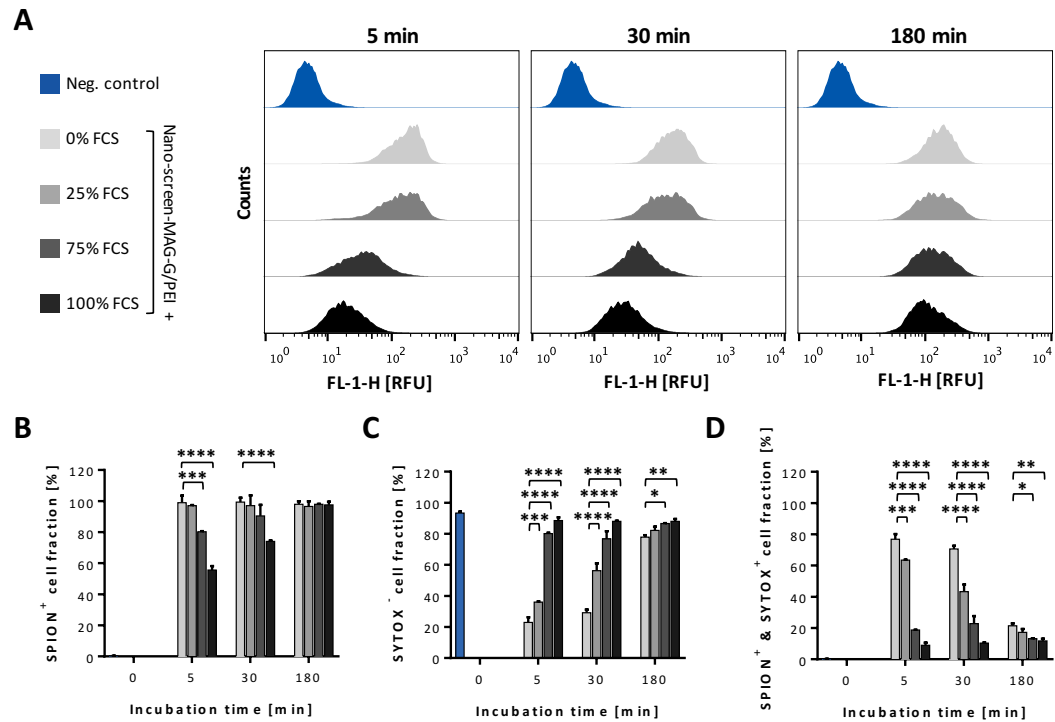 A
5 min
30 min
180 min
Neg. control
0% FCS
25% FCS
75% FCS
100% FCS
Nano-screen-MAG-G/PEI +
Counts
10^0 10^1 10^2 10^3 10^4
10^0 10^1 10^2 10^3 10^4
10^0 10^1 10^2 10^3 10^4
FL-1-H [RFU]
FL-1-H [RFU]
FL-1-H [RFU]
B
SPION^+ cell fraction [%]
120
100
80
60
40
20
0
****
***
****
0 5 30 180
Incubation time [min]
C
SYTOX^- cell fraction [%]
120
100
80
60
40
20
0
****
****
***
****
****
****
**
*
0 5 30 180
Incubation time [min]
D
SPION^+ & SYTOX^+ cell fraction [%]
120
100
80
60
40
20
0
****
****
***
****
****
****
**
*
0 5 30 180
Incubation time [min]